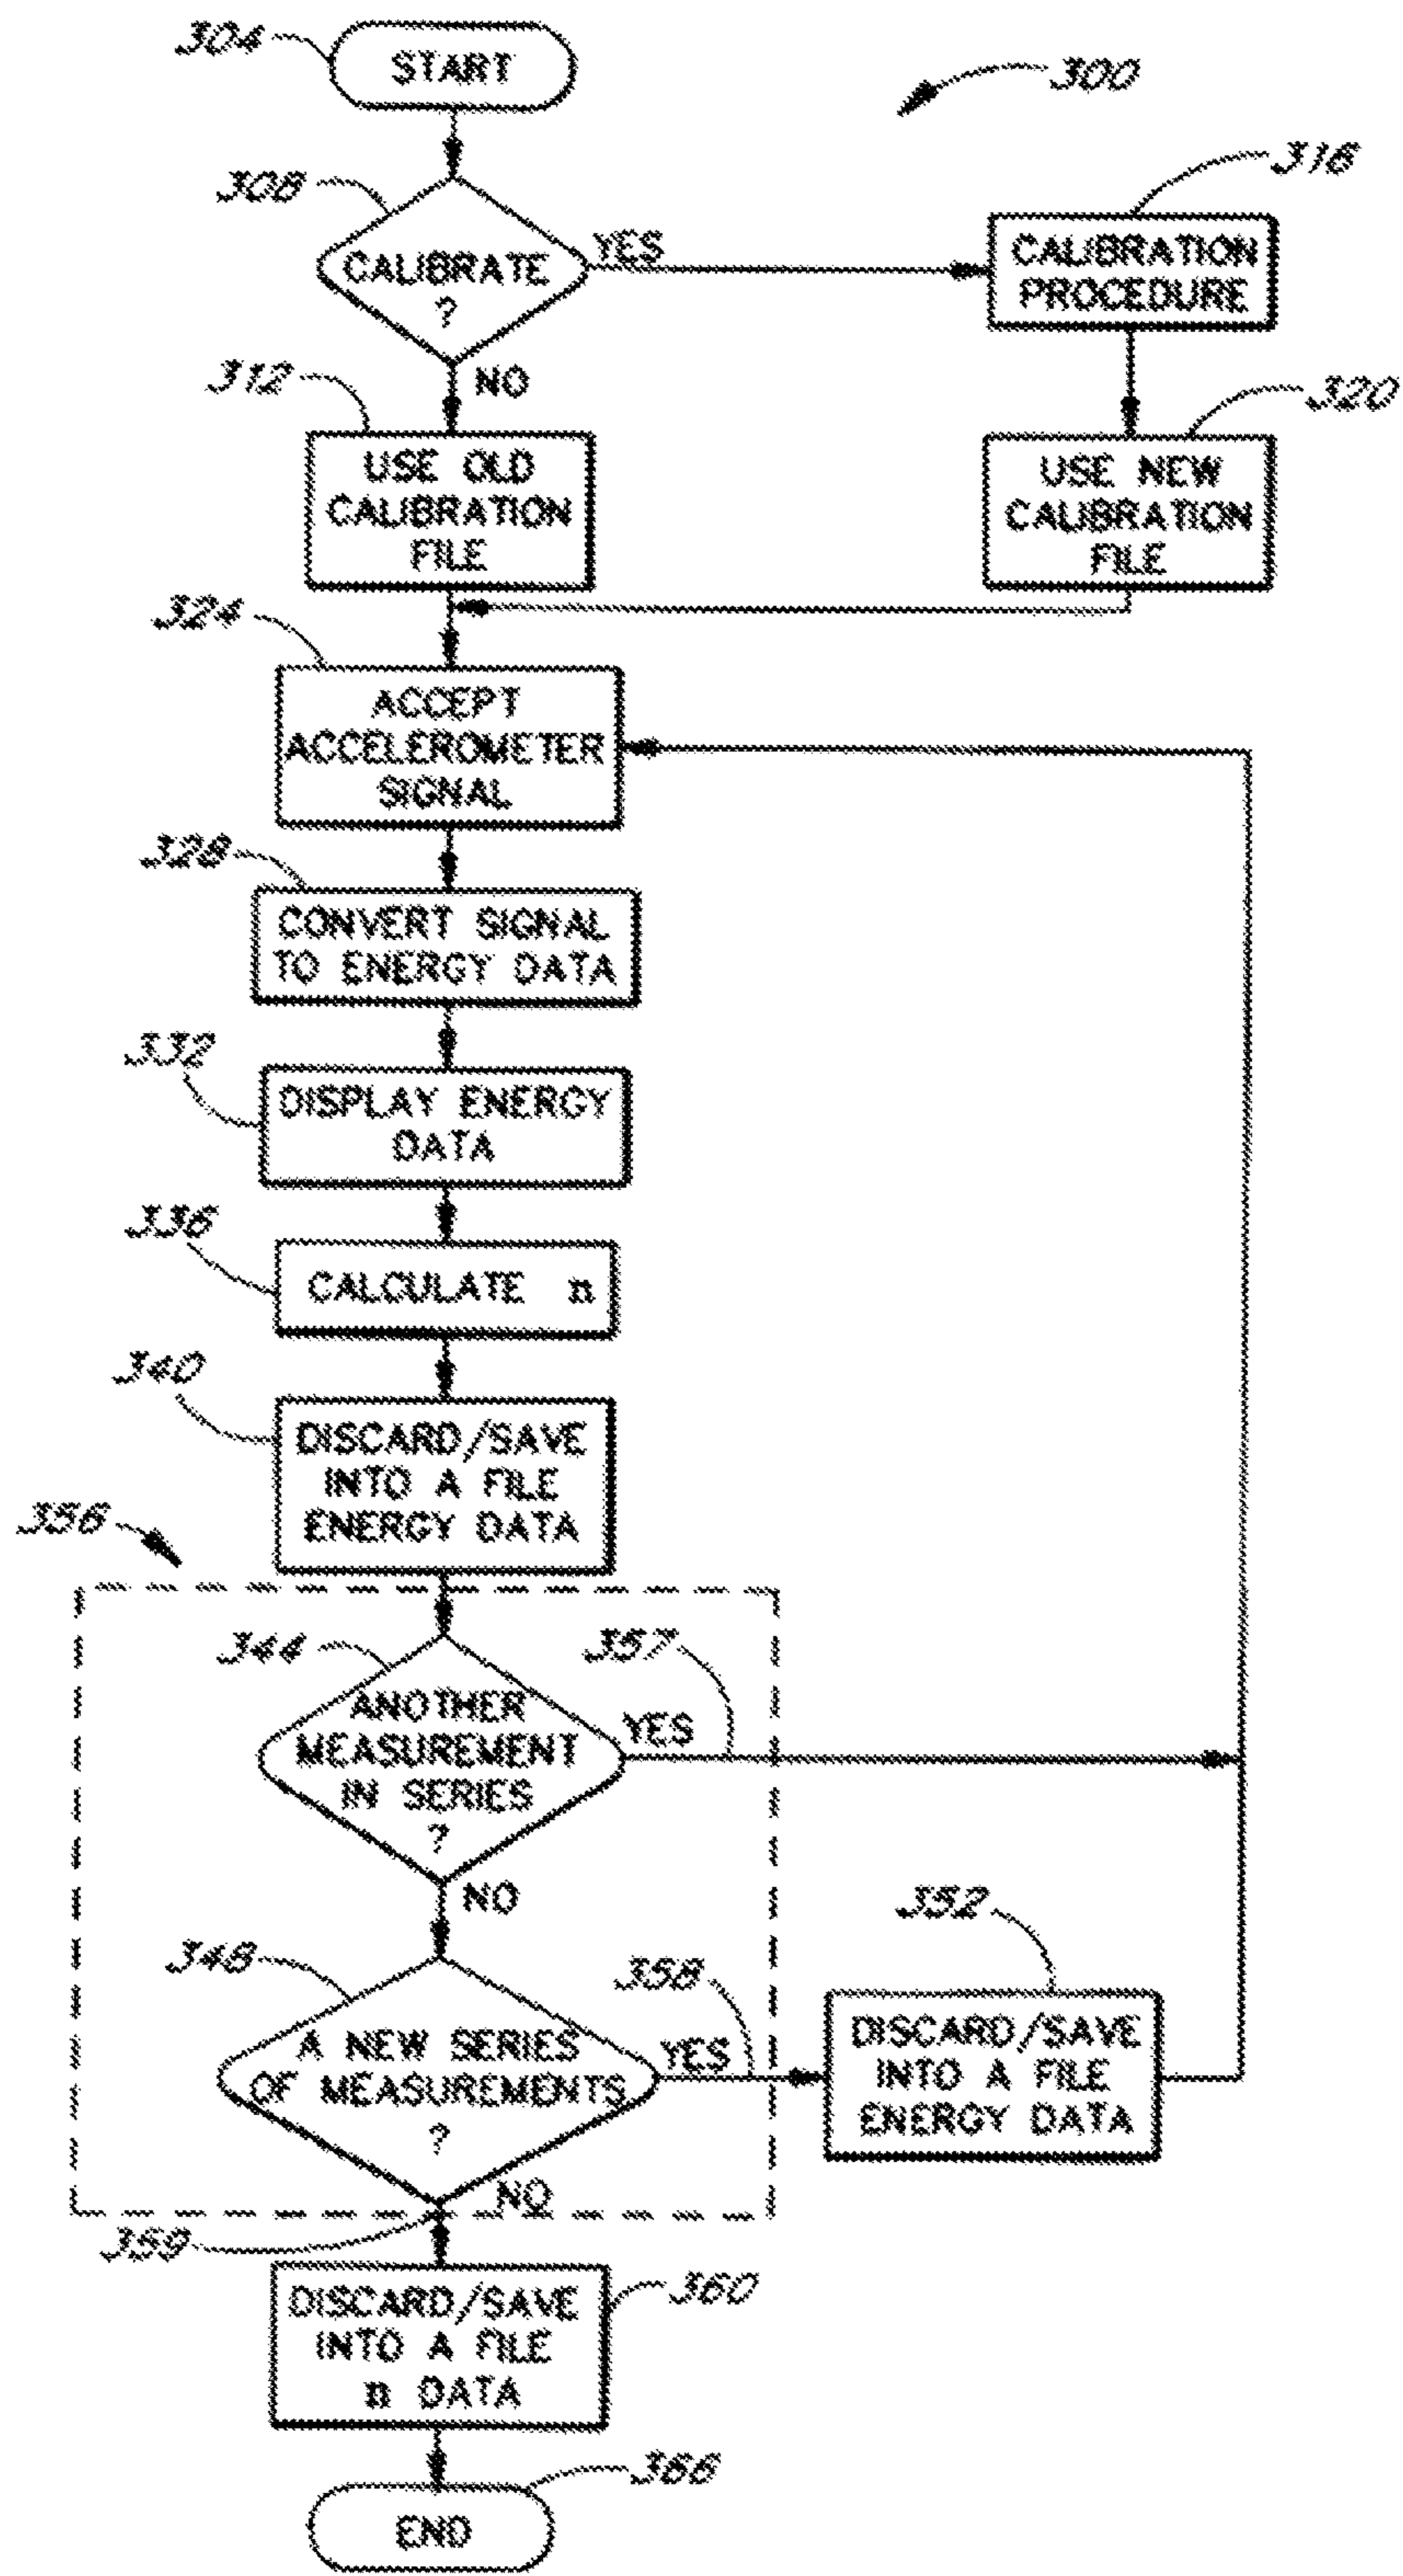 304
START
300
308
316
CALIBRATE
?
YES
CALIBRATION
PROCEDURE
312
NO
320
USE OLD
CALIBRATION
FILE
USE NEW
CALIBRATION
FILE
324
ACCEPT
ACCELEROMETER
SIGNAL
328
CONVERT SIGNAL
TO ENERGY DATA
332
DISPLAY ENERGY
DATA
336
CALCULATE n
340
DISCARD/SAVE
INTO A FILE
ENERGY DATA
356
344
357
ANOTHER
MEASUREMENT
IN SERIES
?
YES
NO
352
348
358
A NEW SERIES
OF MEASUREMENTS
?
YES
DISCARD/SAVE
INTO A FILE
ENERGY DATA
NO
359
DISCARD/SAVE
INTO A FILE
n DATA
360
366
END